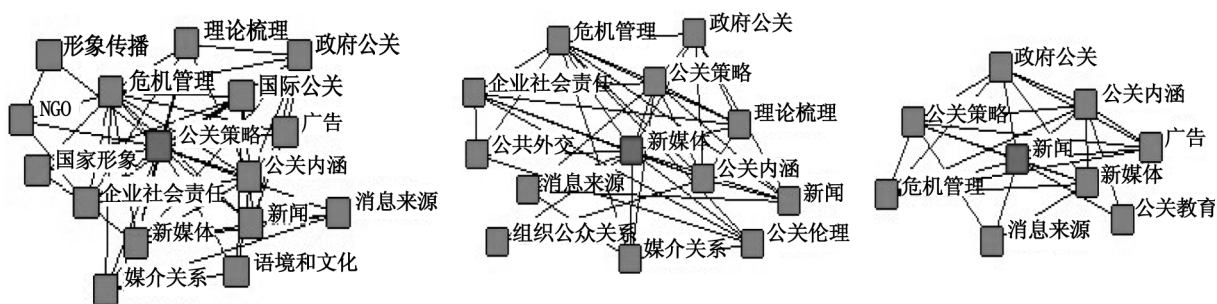 形象传播
理论梳理
政府公关
危机管理
国际公关
NGO
公关策略
广告
国家形象
公关内涵
企业社会责任
消息来源
新闻
新媒体
语境和文化
媒介关系
危机管理
政府公关
企业社会责任
公关策略
理论梳理
公共外交
新媒体
公关内涵
消息来源
新闻
组织公众关系
公关伦理
媒介关系
政府公关
公关内涵
公关策略
新闻
广告
危机管理
新媒体
公关教育
消息来源